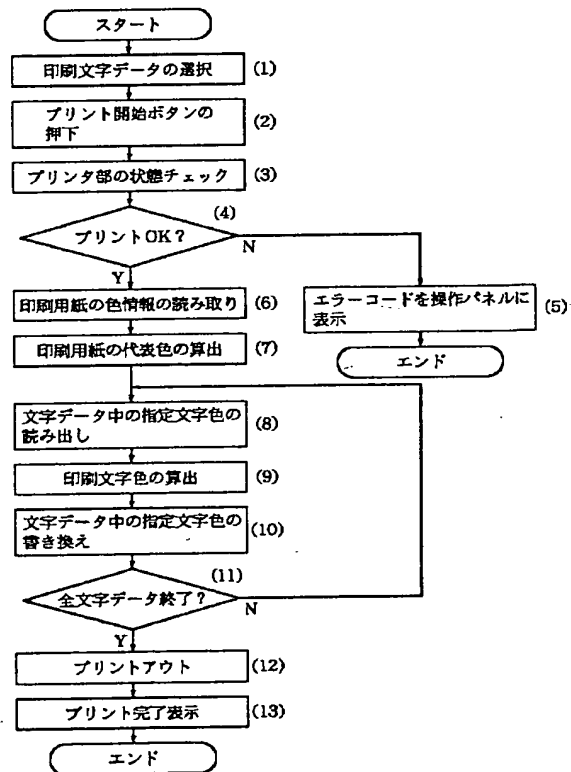 スタート
印刷文字データの選択 (1)
プリント開始ボタンの
押下 (2)
プリンタ部の状態チェック (3)
(4)
プリントOK?
N
Y
印刷用紙の色情報の読み取り (6)
エラーコードを操作パネルに
表示 (5)
印刷用紙の代表色の算出 (7)
エンド
文字データ中の指定文字色の
読み出し (8)
印刷文字色の算出 (9)
文字データ中の指定文字色の
書き換え (10)
(11)
全文字データ終了?
N
Y
プリントアウト (12)
プリント完了表示 (13)
エンド